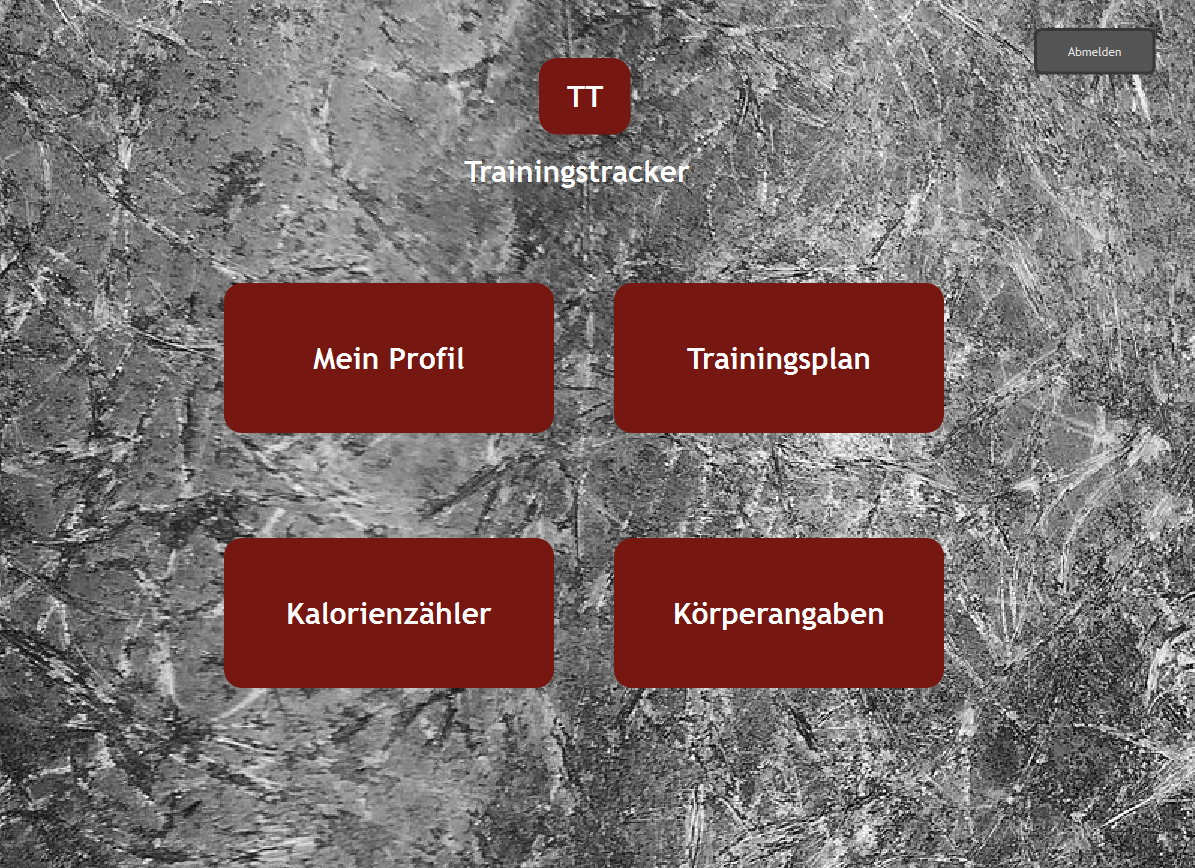 Abmelden
TT
Trainingstracker
Mein Profil
Trainingsplan
Kalorienzähler
Körperangaben